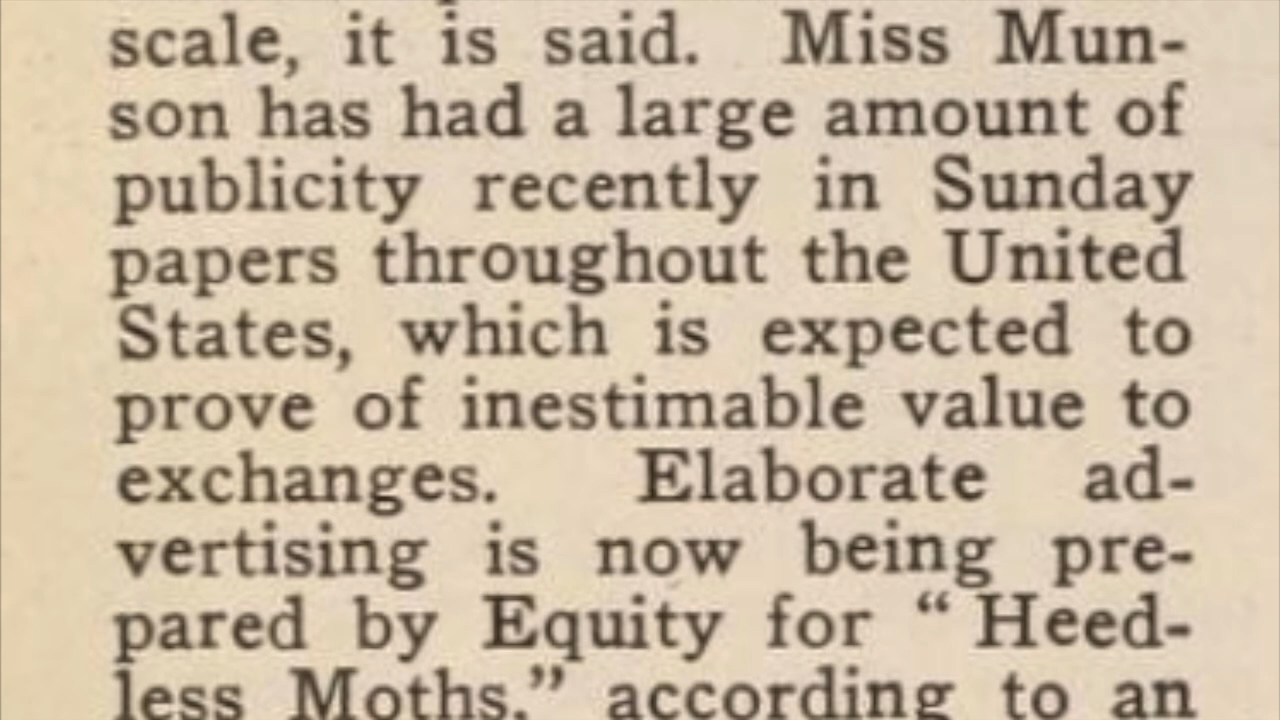 scale, it is said. Miss Mun-
son has had a large amount of
publicity recently in Sunday
papers throughout the United
States, which is expected to
prove of inestimable value to
exchanges. Elaborate ad-
vertising is now being pre-
pared by Equity for “ Heed-
less Moths,” according to an